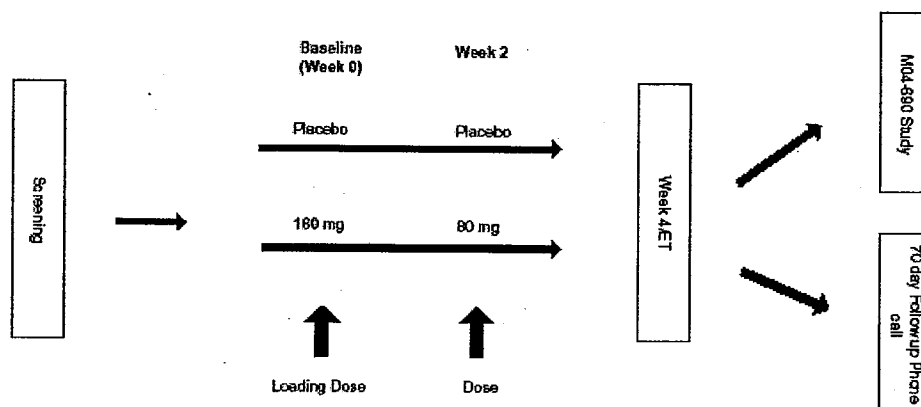 Baseline
(Week 0)
Week 2
Screening
Placebo
Placebo
160 mg
80 mg
Loading Dose
Dose
Week 4/ET
M04-690 Study
70 day Followup Phone
call